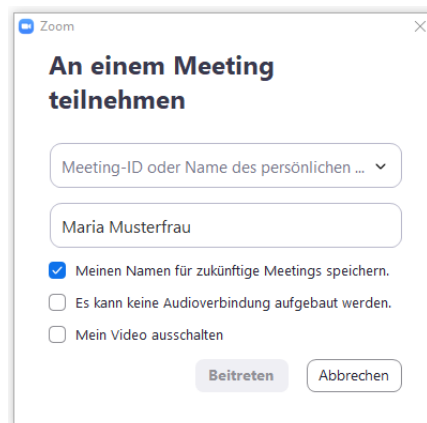 Zoom
An einem Meeting
teilnehmen
Meeting-ID oder Name des persönlichen ...
Maria Musterfrau
Meinen Namen für zukünftige Meetings speichern.
Es kann keine Audioverbindung aufgebaut werden.
Mein Video ausschalten
Beitreten Abbrechen